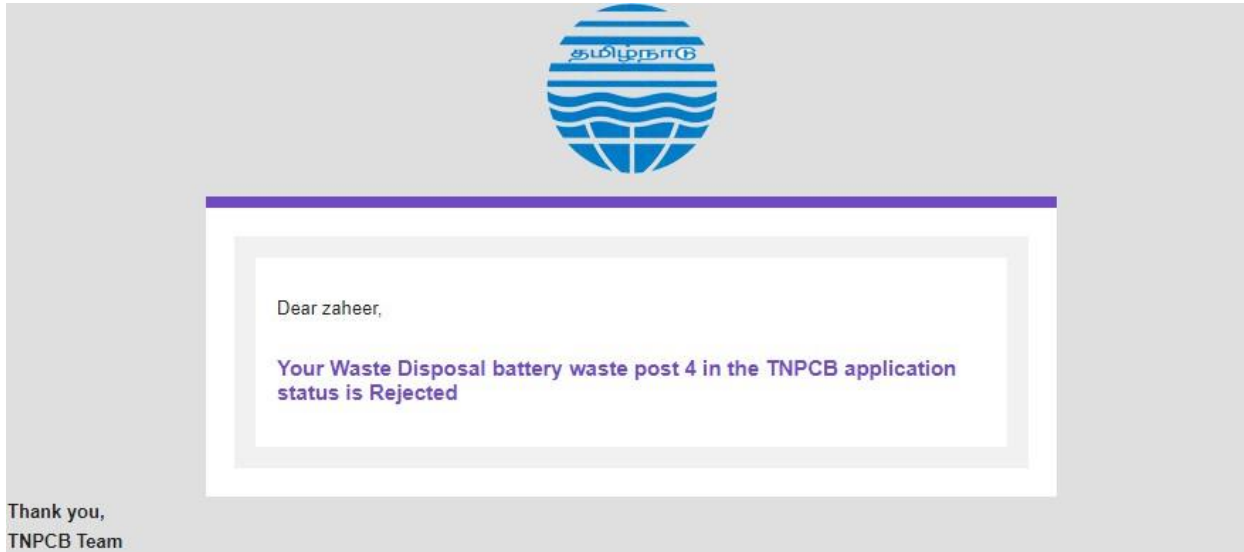 தமிழ்நாடு
Dear zaheer,
Your Waste Disposal battery waste post 4 in the TNPCB application
status is Rejected
Thank you,
TNPCB Team